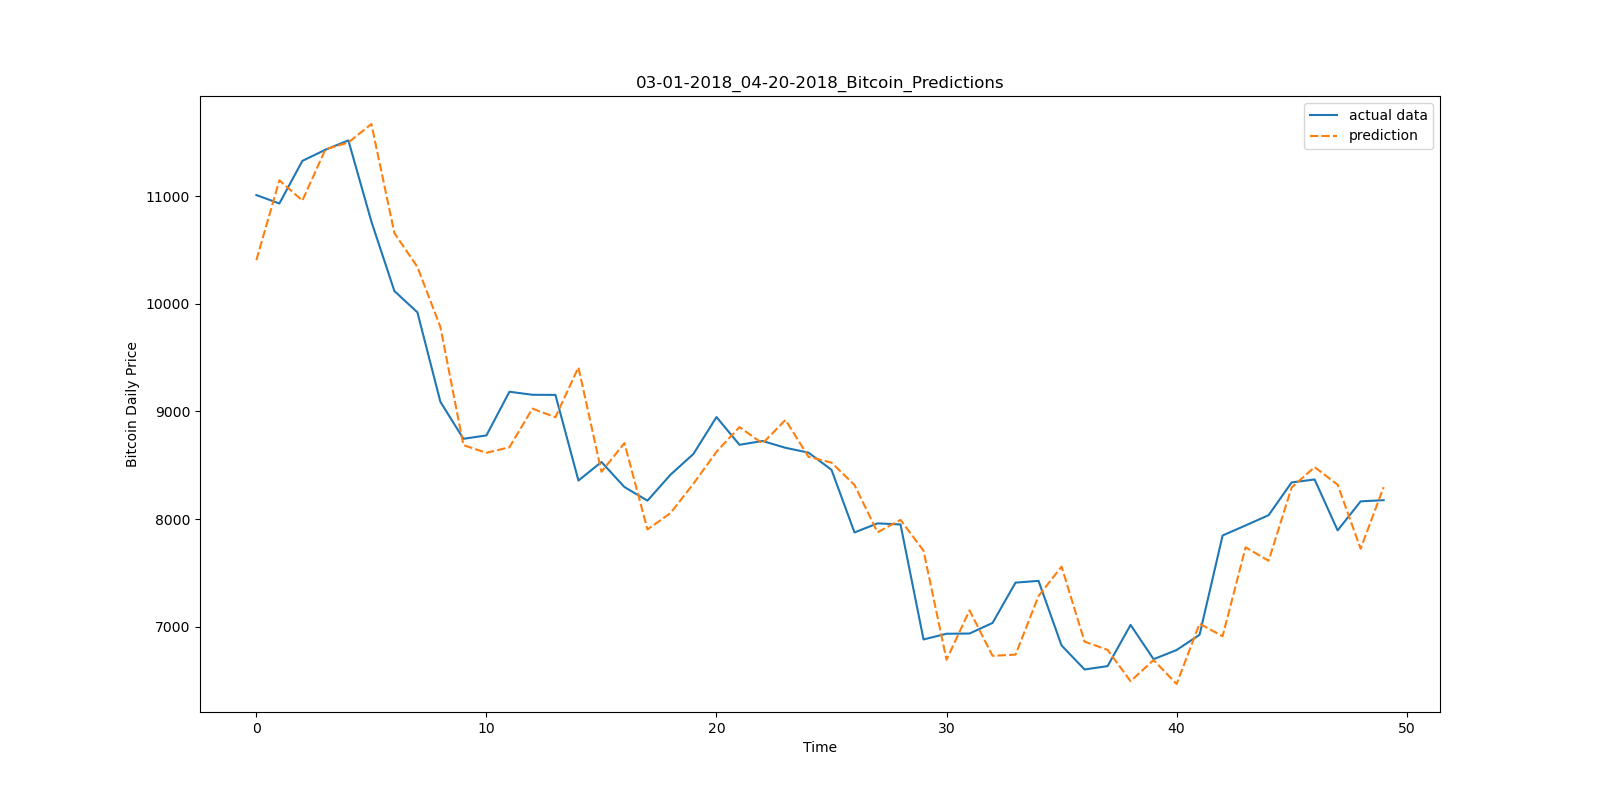 03-01-2018_04-20-2018_Bitcoin_Predictions
actual data
prediction
11000
10000
9000
8000
7000
Bitcoin Daily Price
0 10 20 30 40 50
Time